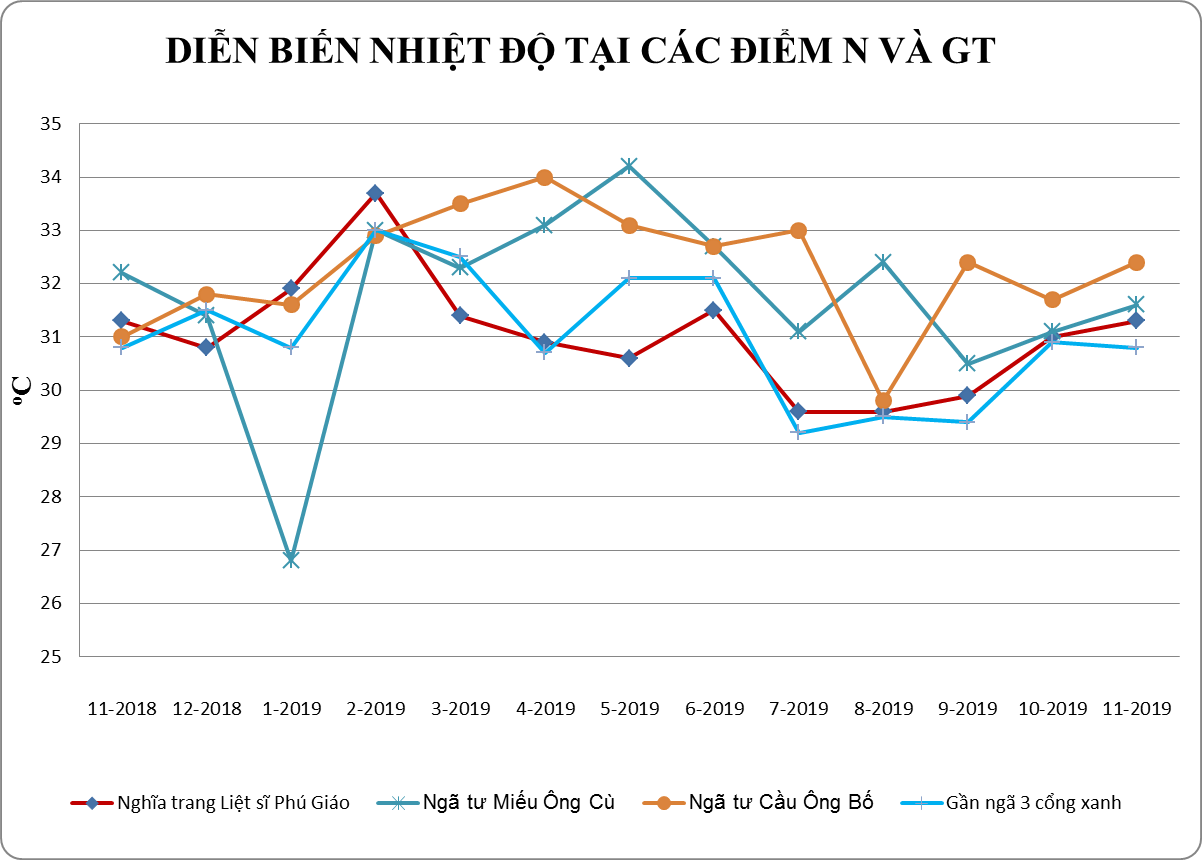 DIỄN BIẾN NHIỆT ĐỘ TẠI CÁC ĐIỂM N VÀ GT
35
34
33
32
31
30
29
28
27
26
25
ºC
11-2018 12-2018 1-2019 2-2019 3-2019 4-2019 5-2019 6-2019 7-2019 8-2019 9-2019 10-2019 11-2019
Nghĩa trang Liệt sĩ Phú Giáo Ngã tư Miếu Ông Cù Ngã tư Cầu Ông Bố Gần ngã 3 cổng xanh